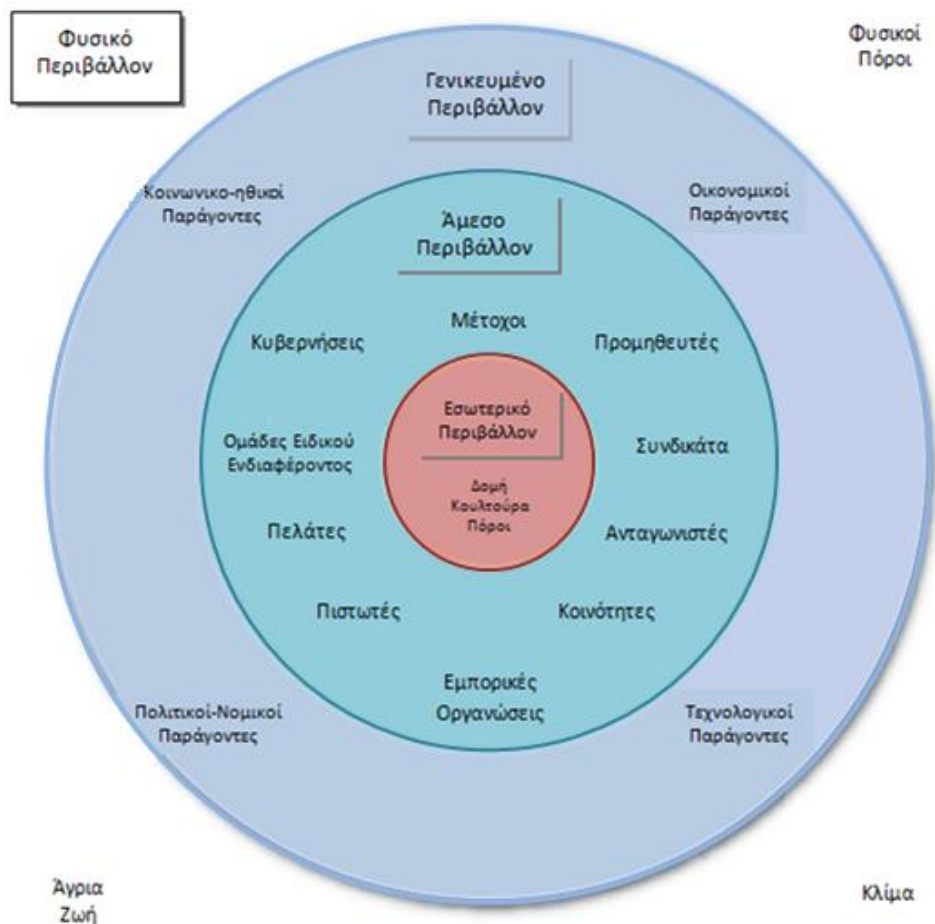 Φυσικό
Περιβάλλον
Φυσικοί
Πόροι
Γενικευμένο
Περιβάλλον
Κοινωνικο-ηθικοί
Παράγοντες
Οικονομικοί
Παράγοντες
Άμεσο
Περιβάλλον
Μέτοχοι
Κυβερνήσεις
Προμηθευτές
Εσωτερικό
Περιβάλλον
Ομάδες Ειδικού
Ενδιαφέροντος
Συνδικάτα
Δομή
Κουλτούρα
Πόροι
Πελάτες
Ανταγωνιστές
Πιστωτές
Κοινότητες
Εμπορικές
Οργανώσεις
Πολιτικοί-Νομικοί
Παράγοντες
Τεχνολογικοί
Παράγοντες
Άγρια
Ζωή
Κλίμα